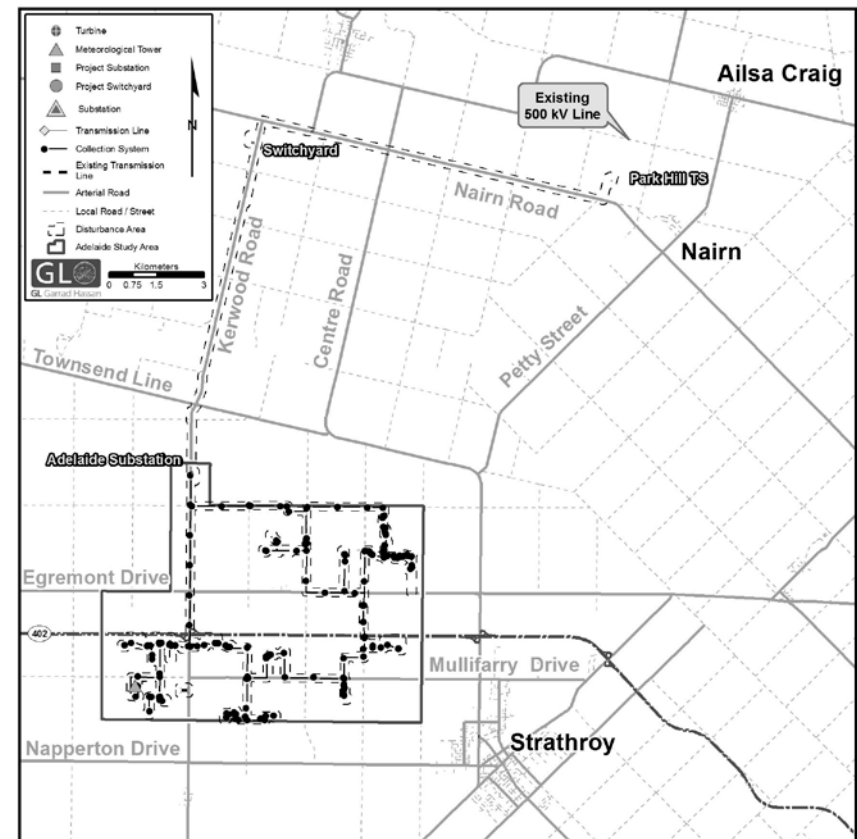 Turbine
Meteorological Tower
Project Substation
Project Switchyard
Substation
Transmission Line
Collection System
Existing Transmission
Line
Arterial Road
Local Road / Street
Disturbance Area
Adelaide Study Area
GL
GL Garrad Hassan
Kilometers
0 0.75 1.5 3
N
Ailsa Craig
Existing
500 kV Line
Switchyard
Park Hill TS
Nairn Road
Nairn
Kerwood Road
Centre Road
Petty Street
Townsend Line
Adelaide Substation
Egremont Drive
402
Mullifarry Drive
Strathroy
Napperton Drive